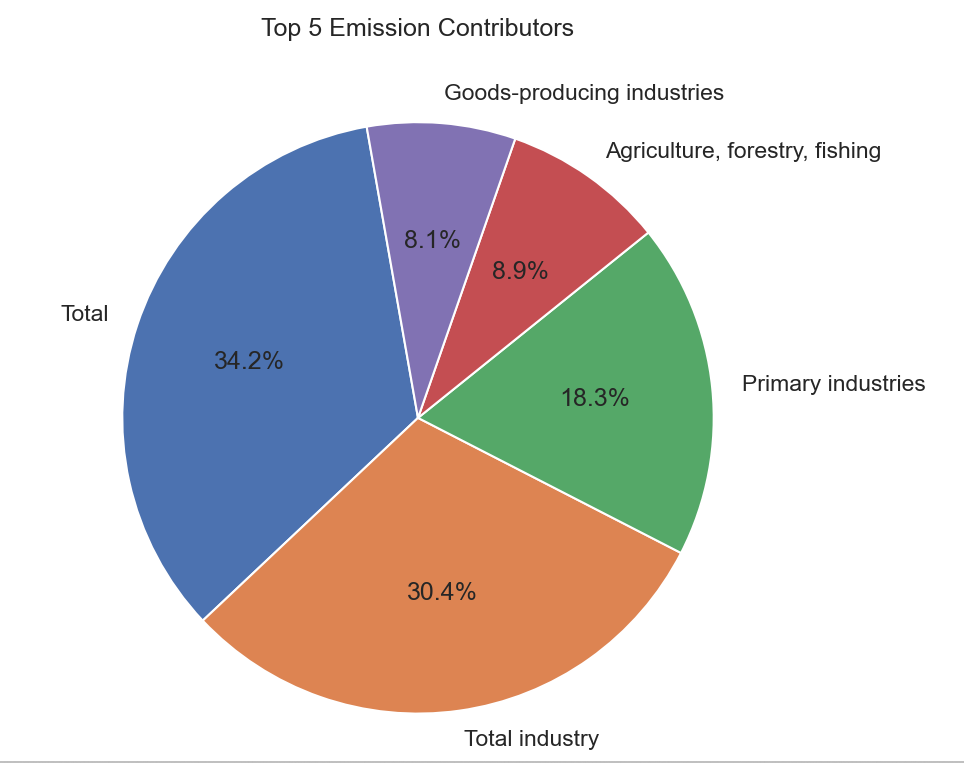 Top 5 Emission Contributors
Goods-producing industries
Agriculture, forestry, fishing
8.1%
8.9%
Total
34.2%
Primary industries
18.3%
30.4%
Total industry